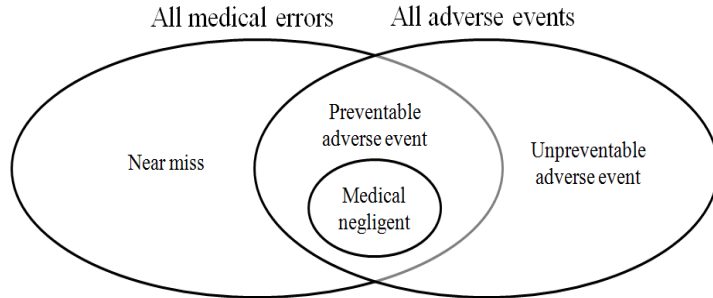 All medical errors
All adverse events
Near miss
Preventable
adverse event
Medical
negligent
Unpreventable
adverse event